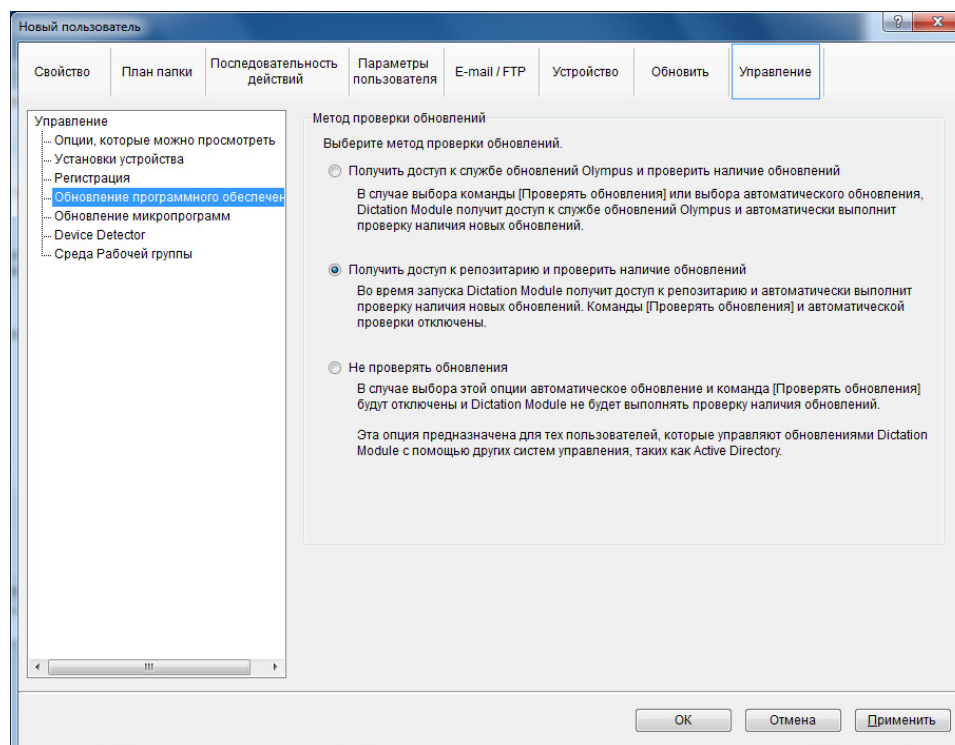 Новый пользователь
Свойство
План папки
Последовательность
действий
Параметры
пользователя
E-mail / FTP
Устройство
Обновить
Управление
Управление
Опции, которые можно просмотреть
Установки устройства
Регистрация
Обновление программного обеспечен
Обновление микропрограмм
Device Detector
Среда Рабочей группы
Метод проверки обновлений
Выберите метод проверки обновлений.
Получить доступ к службе обновлений Olympus и проверить наличие обновлений
В случае выбора команды [Проверять обновления] или выбора автоматического обновления,
Dictation Module получит доступ к службе обновлений Olympus и автоматически выполнит
проверку наличия новых обновлений.
Получить доступ к репозитарию и проверить наличие обновлений
Во время запуска Dictation Module получит доступ к репозитарию и автоматически выполнит
проверку наличия новых обновлений. Команды [Проверять обновления] и автоматической
проверки отключены.
Не проверять обновления
В случае выбора этой опции автоматическое обновление и команда [Проверять обновления]
будут отключены и Dictation Module не будет выполнять проверку наличия обновлений.
Эта опция предназначена для тех пользователей, которые управляют обновлениями Dictation
Module с помощью других систем управления, таких как Active Directory.
ОК
Отмена
Применить